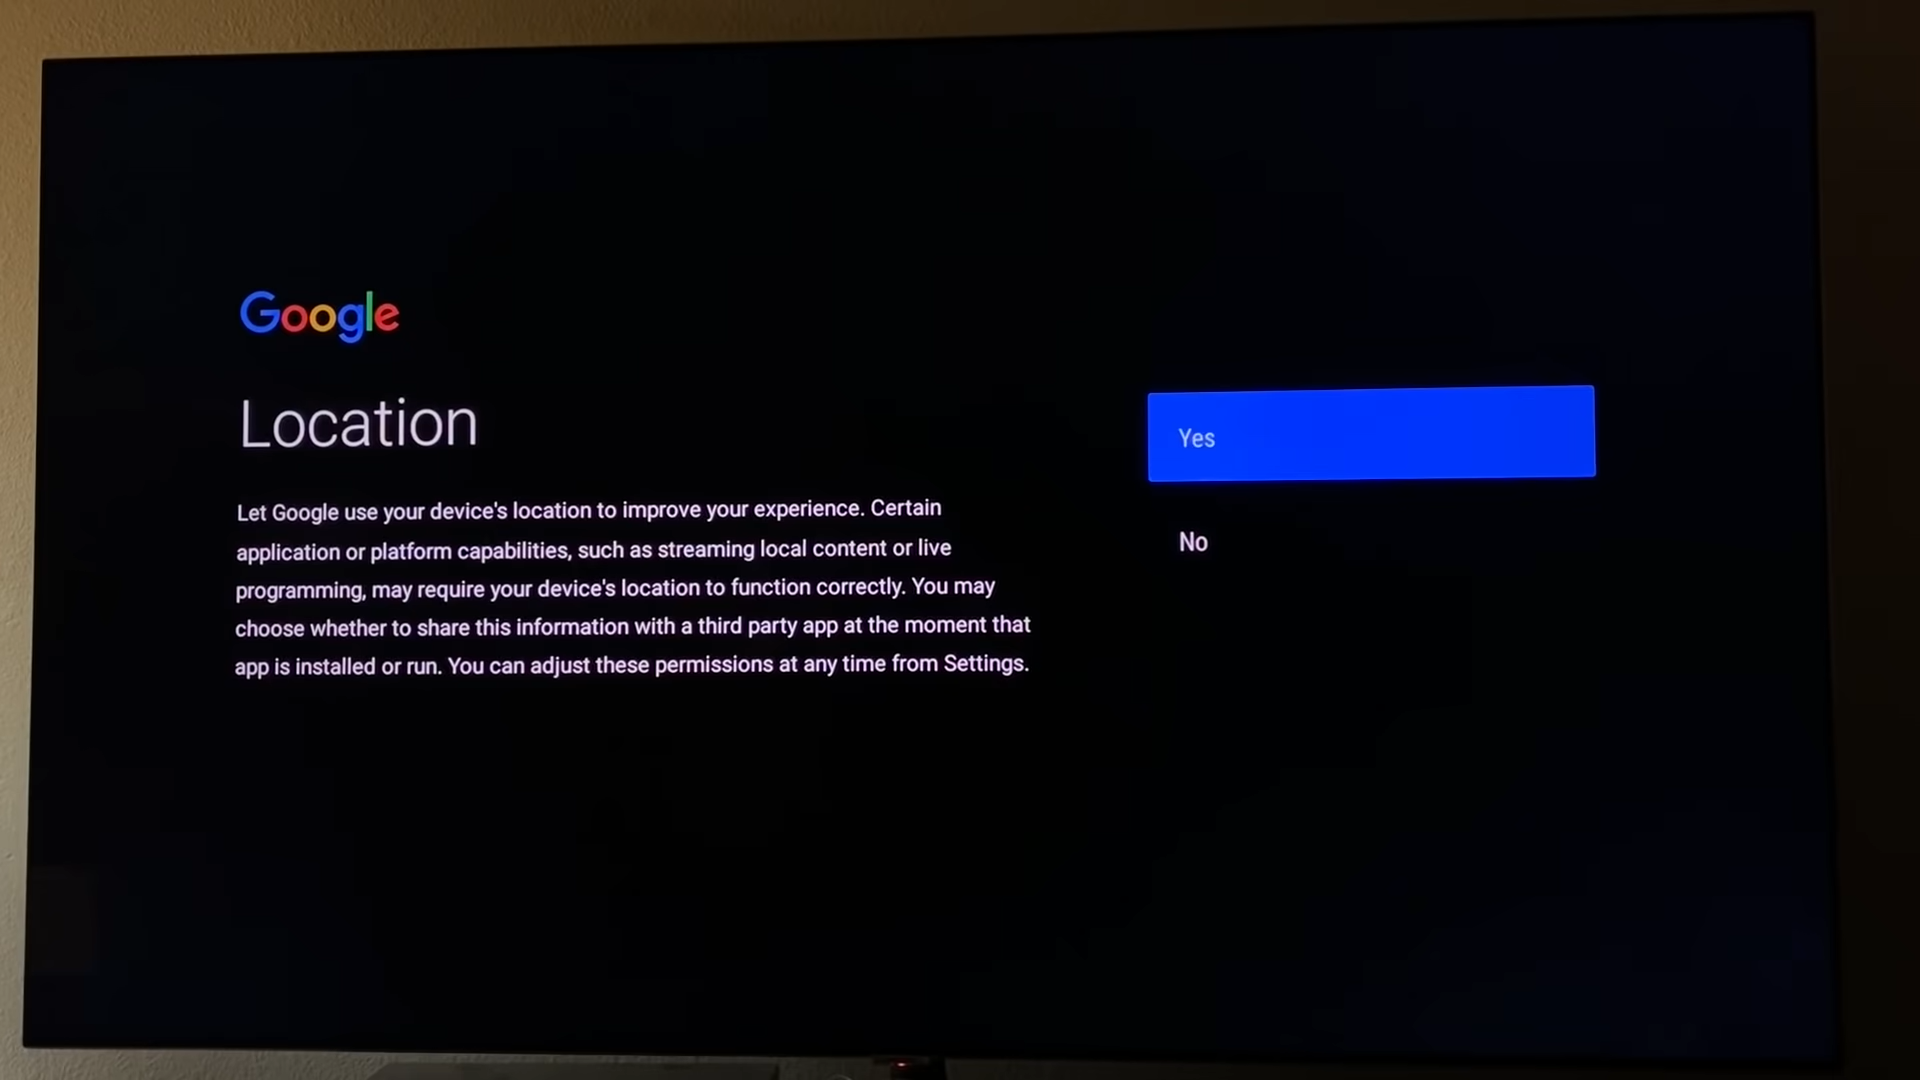 Google
Location
Let Google use your device's location to improve your experience. Certain
application or platform capabilities, such as streaming local content or live
programming, may require your device's location to function correctly. You may
choose whether to share this information with a third party app at the moment that
app is installed or run. You can adjust these permissions at any time from Settings.
Yes
No